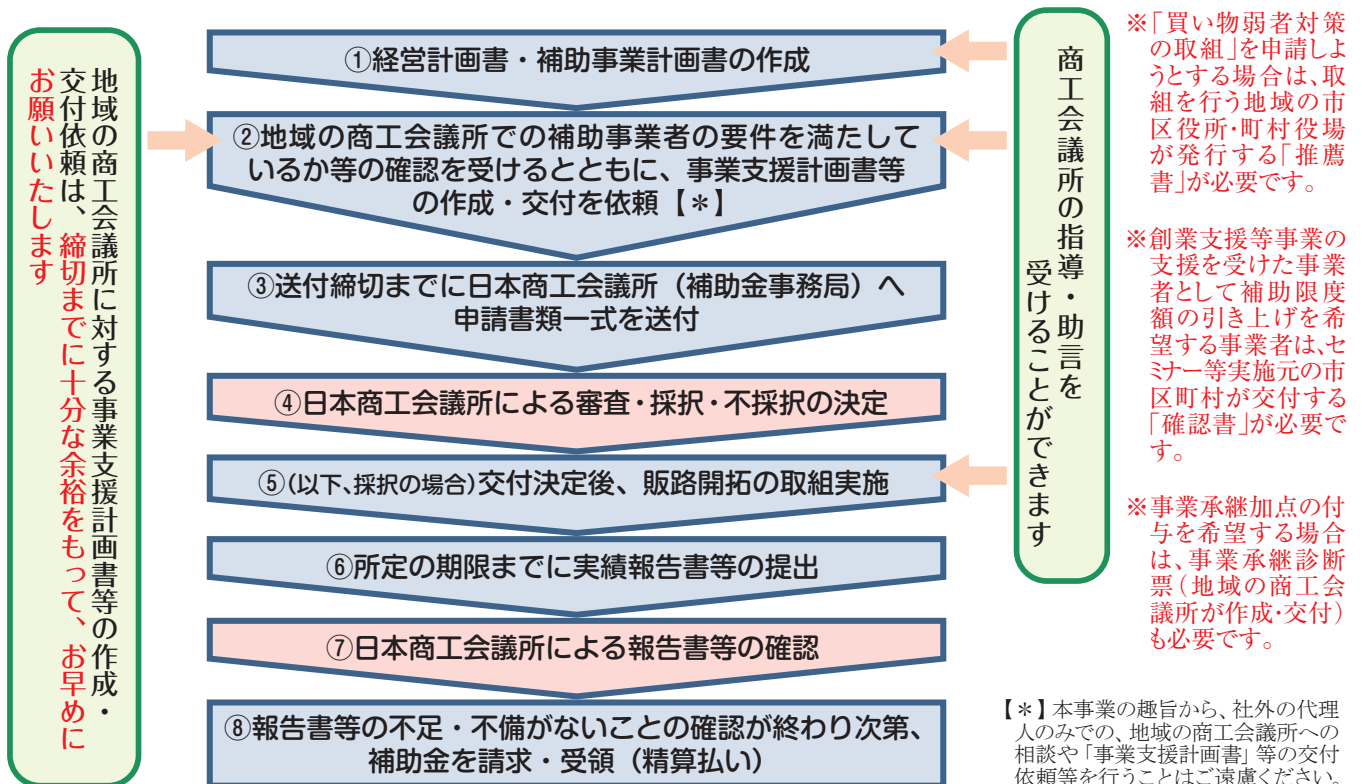 地域の商工会議所に対する事業支援計画書等の作成・
交付依頼は、締切までに十分な余裕をもって、お早めに
お願いいたします
①経営計画書・補助事業計画書の作成
②地域の商工会議所での補助事業者の要件を満たして
いるか等の確認を受けるとともに、事業支援計画書等
の作成・交付を依頼【＊】
③送付締切までに日本商工会議所（補助金事務局）へ
申請書類一式を送付
④日本商工会議所による審査・採択・不採択の決定
⑤(以下、採択の場合)交付決定後、販路開拓の取組実施
⑥所定の期限までに実績報告書等の提出
⑦日本商工会議所による報告書等の確認
⑧報告書等の不足・不備がないことの確認が終わり次第、
補助金を請求・受領（精算払い）
商工会議所の指導・助言を
受けることができます
※「買い物弱者対策
の取組」を申請しよ
うとする場合は、取
組を行う地域の市
区役所・町村役場
が発行する「推薦
書」が必要です。
※創業支援等事業の
支援を受けた事業
者として補助限度
額の引き上げを希
望する事業者は、セ
ミナー等実施元の市
区町村が交付する
「確認書」が必要で
す。
※事業承継加点の付
与を希望する場合
は、事業承継診断
票（地域の商工会
議所が作成・交付）
も必要です。
【＊】本事業の趣旨から、社外の代理
人のみでの、地域の商工会議所への
相談や「事業支援計画書」等の交付
依頼等を行うことはご遠慮ください。